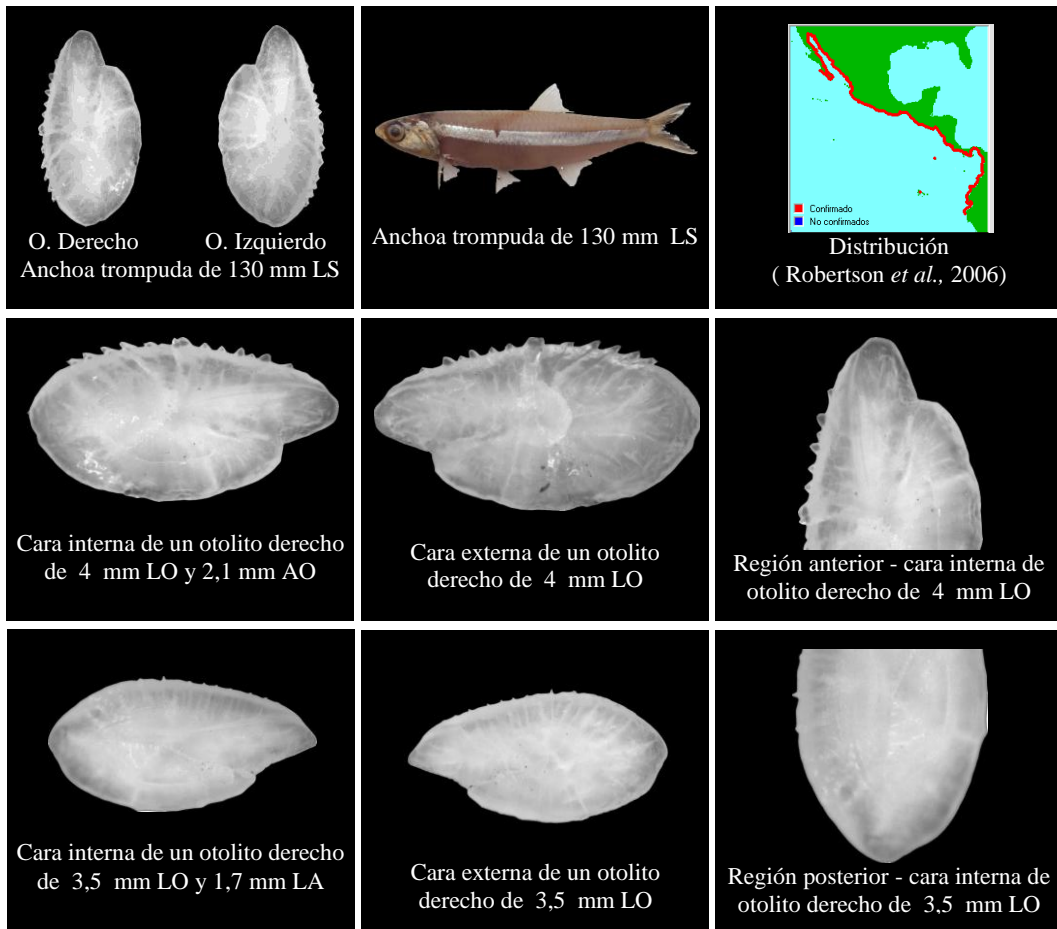 O. Derecho O. Izquierdo
Anchoa trompuda de 130 mm LS
Anchoa trompuda de 130 mm LS
Confirmado
No confirmados
Distribución
( Robertson et al., 2006)
Cara interna de un otolito derecho
de 4 mm LO y 2,1 mm AO
Cara externa de un otolito
derecho de 4 mm LO
Región anterior - cara interna de
otolito derecho de 4 mm LO
Cara interna de un otolito derecho
de 3,5 mm LO y 1,7 mm LA
Cara externa de un otolito
derecho de 3,5 mm LO
Región posterior - cara interna de
otolito derecho de 3,5 mm LO